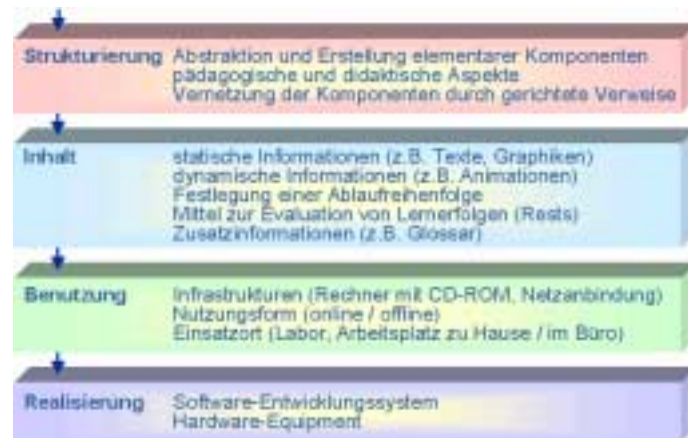 Strukturierung Abstraktion und Erstellung elementarer Komponenten
pädagogische und didaktische Aspekte
Vernetzung der Komponenten durch gerichtete Verweise
Inhalt statische Informationen (z.B. Texte, Graphiken)
dynamische Informationen (z.B. Animationen)
Festlegung einer Ablaufreihenfolge
Mittel zur Evaluation von Lernerfolgen (Rests)
Zusatzinformationen (z.B. Glossar)
Benutzung Infrastrukturen (Rechner mit CD-ROM, Netzanbindung)
Nutzungsform (online / offline)
Einsatzort (Labor, Arbeitsplatz zu Hause / im Büro)
Realisierung Software-Entwicklungssystem
Hardware-Equipment